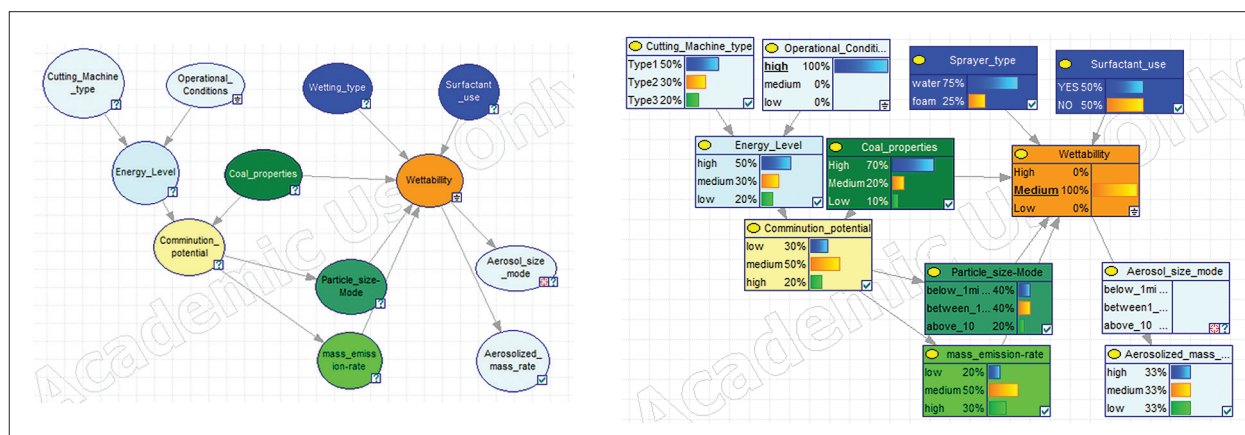 Cutting_Machine
_type
Operational_
Conditions
Wetting_type
Surfactant
_use
Energy_Level
Coal_properties
Wettability
Comminution_
potential
Particle_size-
Mode
Aerosol_size
_mode
mass_emiss
ion-rate
Aerosolized_
mass_rate
Academic Us Only
Cutting_Machine_type
Type1 50%
Type2 30%
Type3 20%
Operational_Conditi...
high 100%
medium 0%
low 0%
Sprayer_type
water 75%
foam 25%
Surfactant_use
YES 50%
NO 50%
Energy_Level
high 50%
medium 30%
low 20%
Coal_properties
High 70%
Medium 20%
Low 10%
Wettability
High 0%
Medium 100%
Low 0%
Comminution_potential
low 30%
medium 50%
high 20%
Particle_size-Mode
below_1mi ... 40%
between_1... 40%
above_10 20%
Aerosol_size_mode
below_1mi ...
between1_...
above_10 ...
mass_emission-rate
low 20%
medium 50%
high 30%
Aerosolized_mass_...
high 33%
medium 33%
low 33%
Academic Us Only